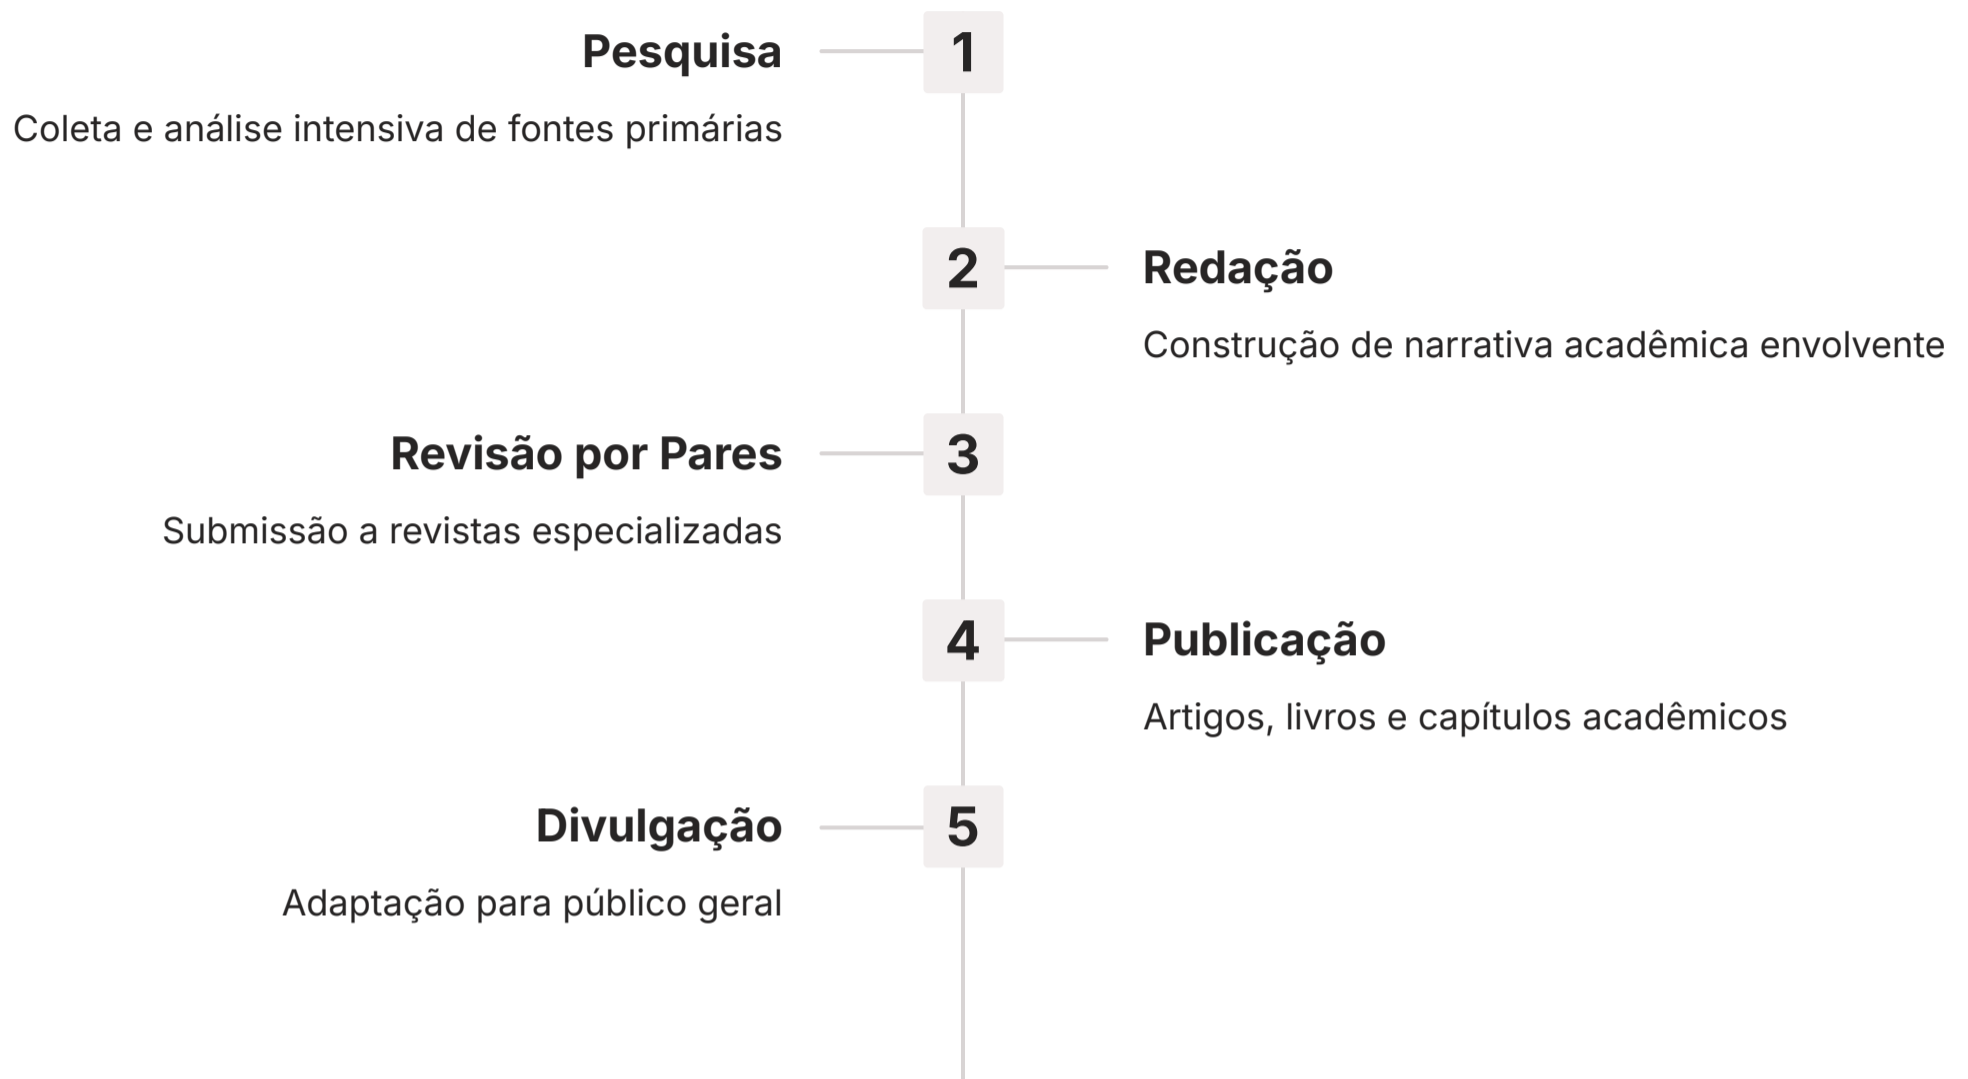 Pesquisa
1
Coleta e análise intensiva de fontes primárias
2
Redação
Construção de narrativa acadêmica envolvente
Revisão por Pares
3
Submissão a revistas especializadas
4
Publicação
Artigos, livros e capítulos acadêmicos
Divulgação
5
Adaptação para público geral